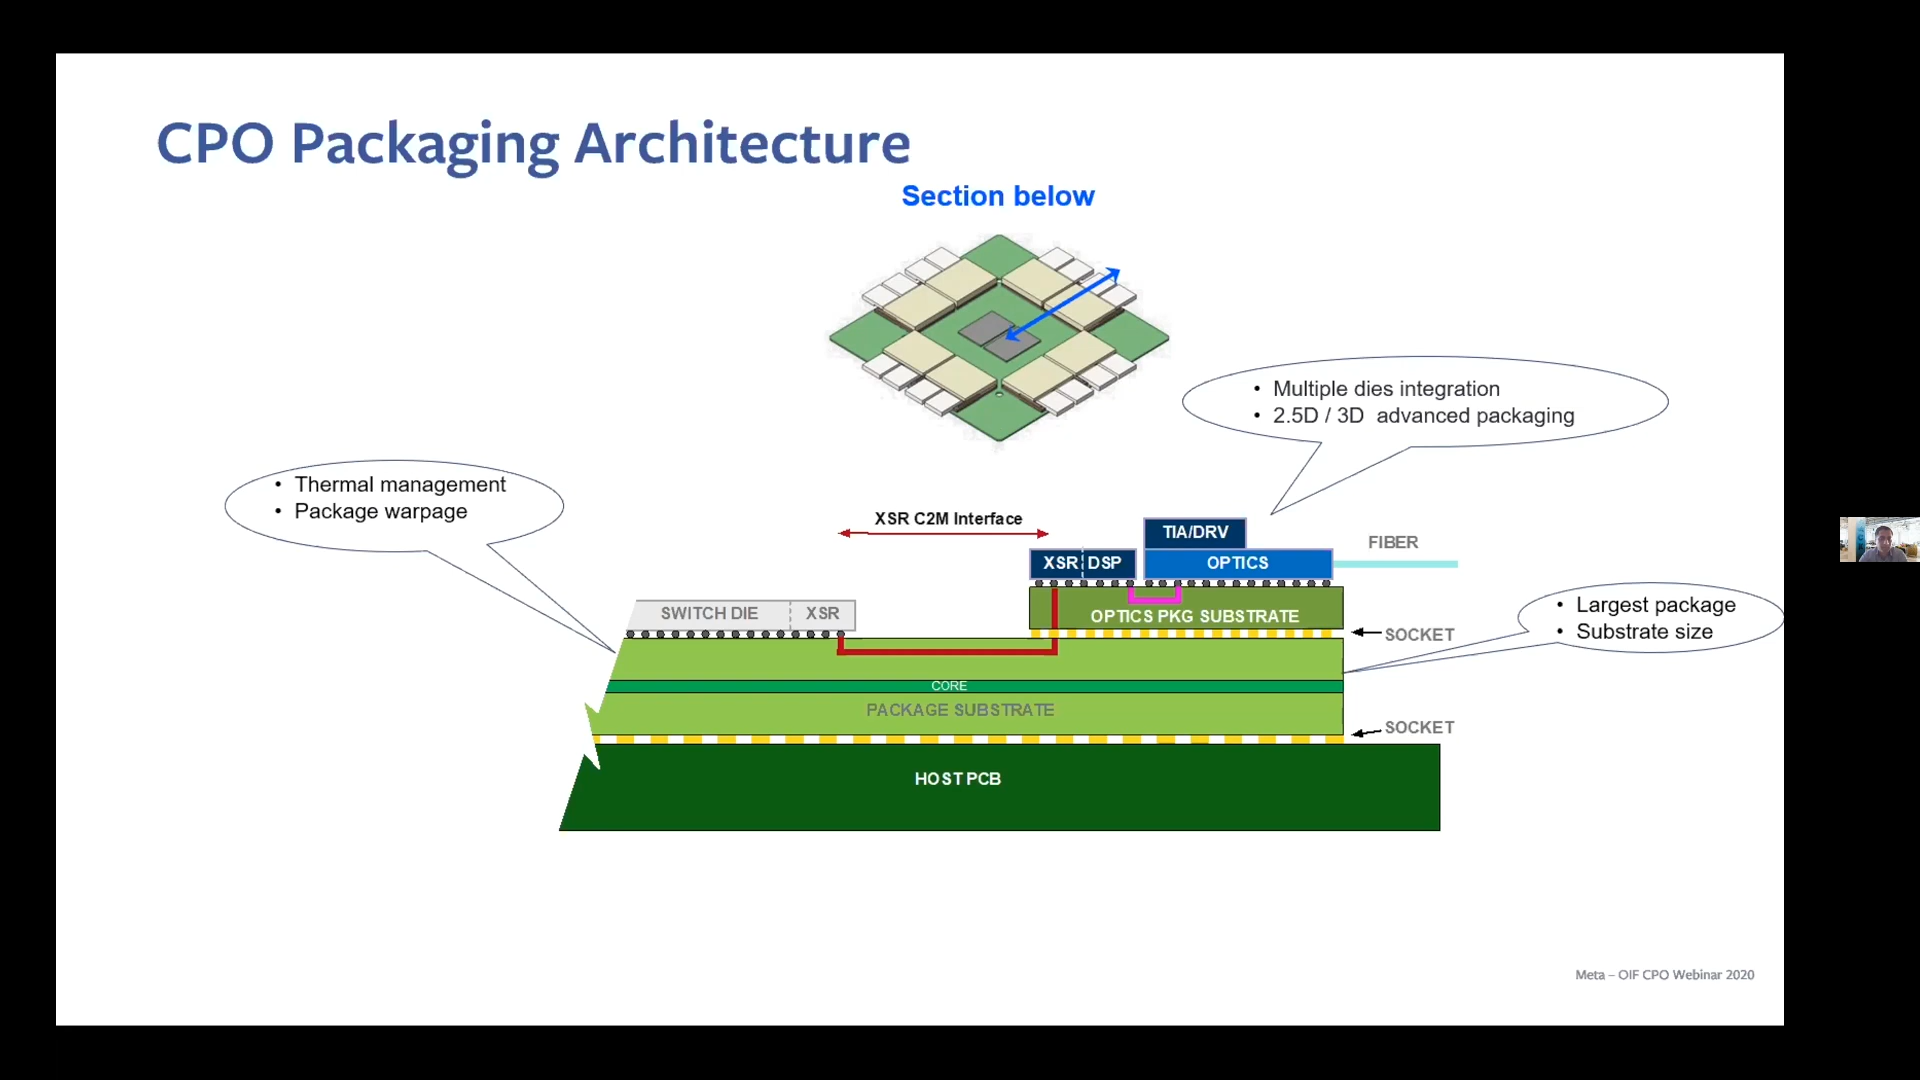 CPO Packaging Architecture
Section below
• Multiple dies integration
• 2.5D / 3D advanced packaging
• Thermal management
• Package warpage
XSR C2M Interface
TIA/DRV
FIBER
XSR DSP
OPTICS
SWITCH DIE XSR
OPTICS PKG SUBSTRATE
• Largest package
• Substrate size
SOCKET
CORE
PACKAGE SUBSTRATE
SOCKET
HOST PCB
Meta – OIF CPO Webinar 2020